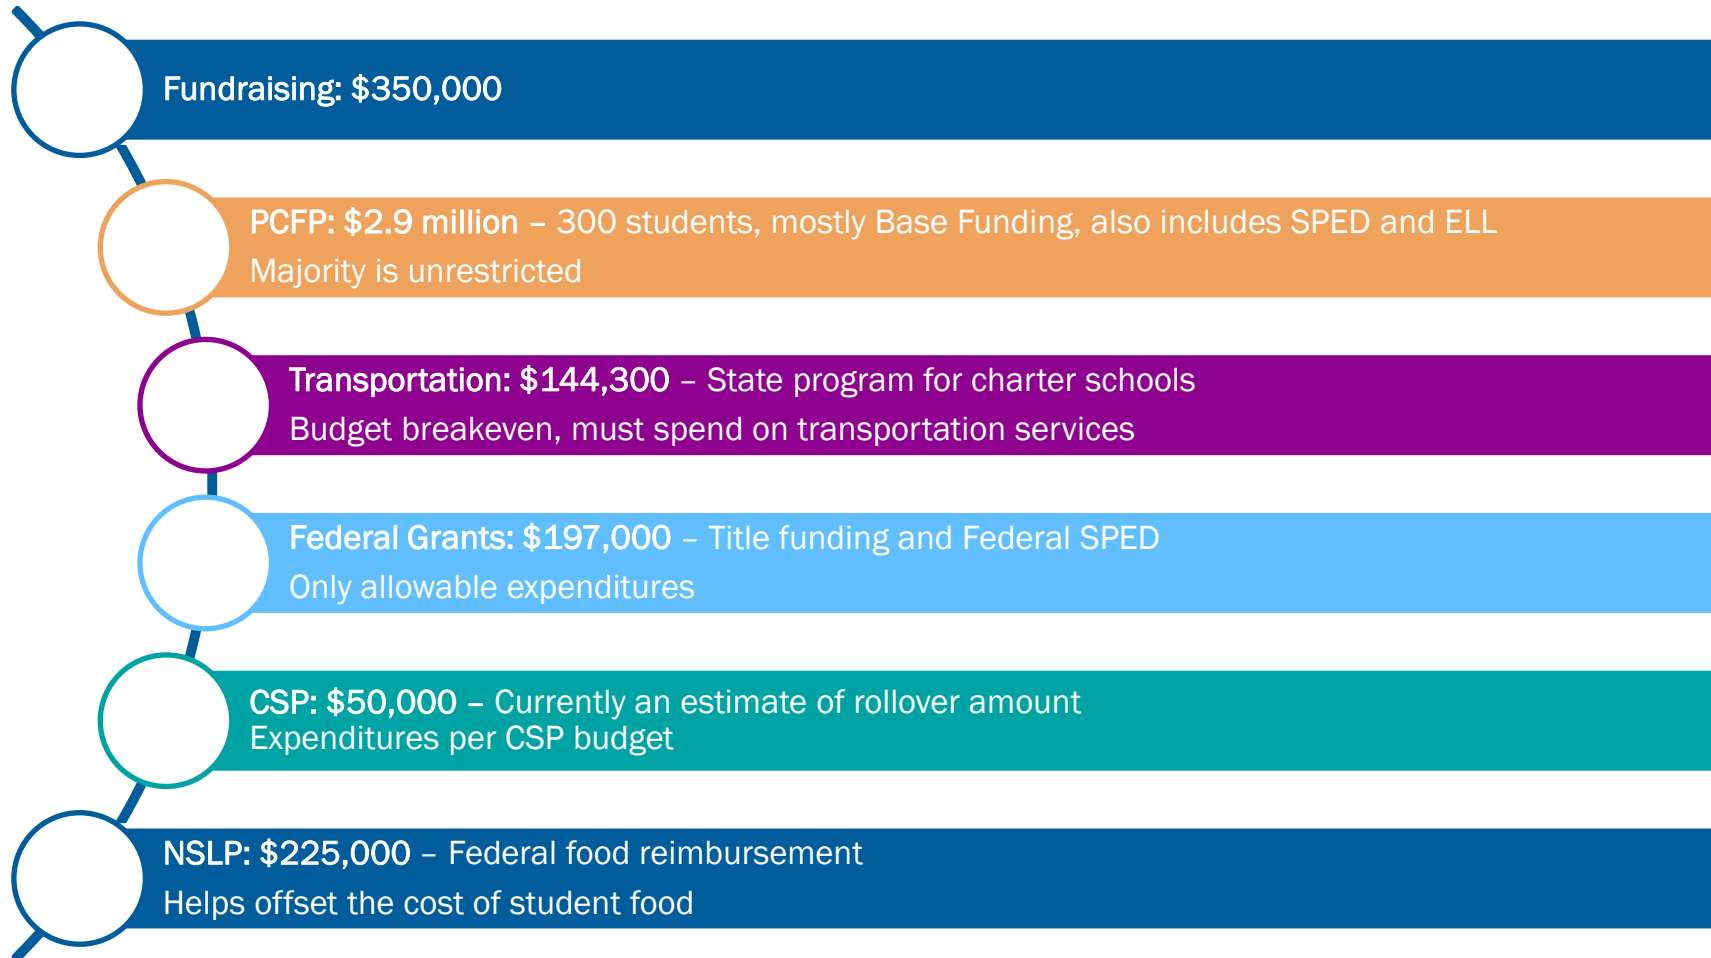 Fundraising: $350,000
PCFP: $2.9 million – 300 students, mostly Base Funding, also includes SPED and ELL
Majority is unrestricted
Transportation: $144,300 – State program for charter schools
Budget breakeven, must spend on transportation services
Federal Grants: $197,000 – Title funding and Federal SPED
Only allowable expenditures
CSP: $50,000 – Currently an estimate of rollover amount
Expenditures per CSP budget
NSLP: $225,000 – Federal food reimbursement
Helps offset the cost of student food